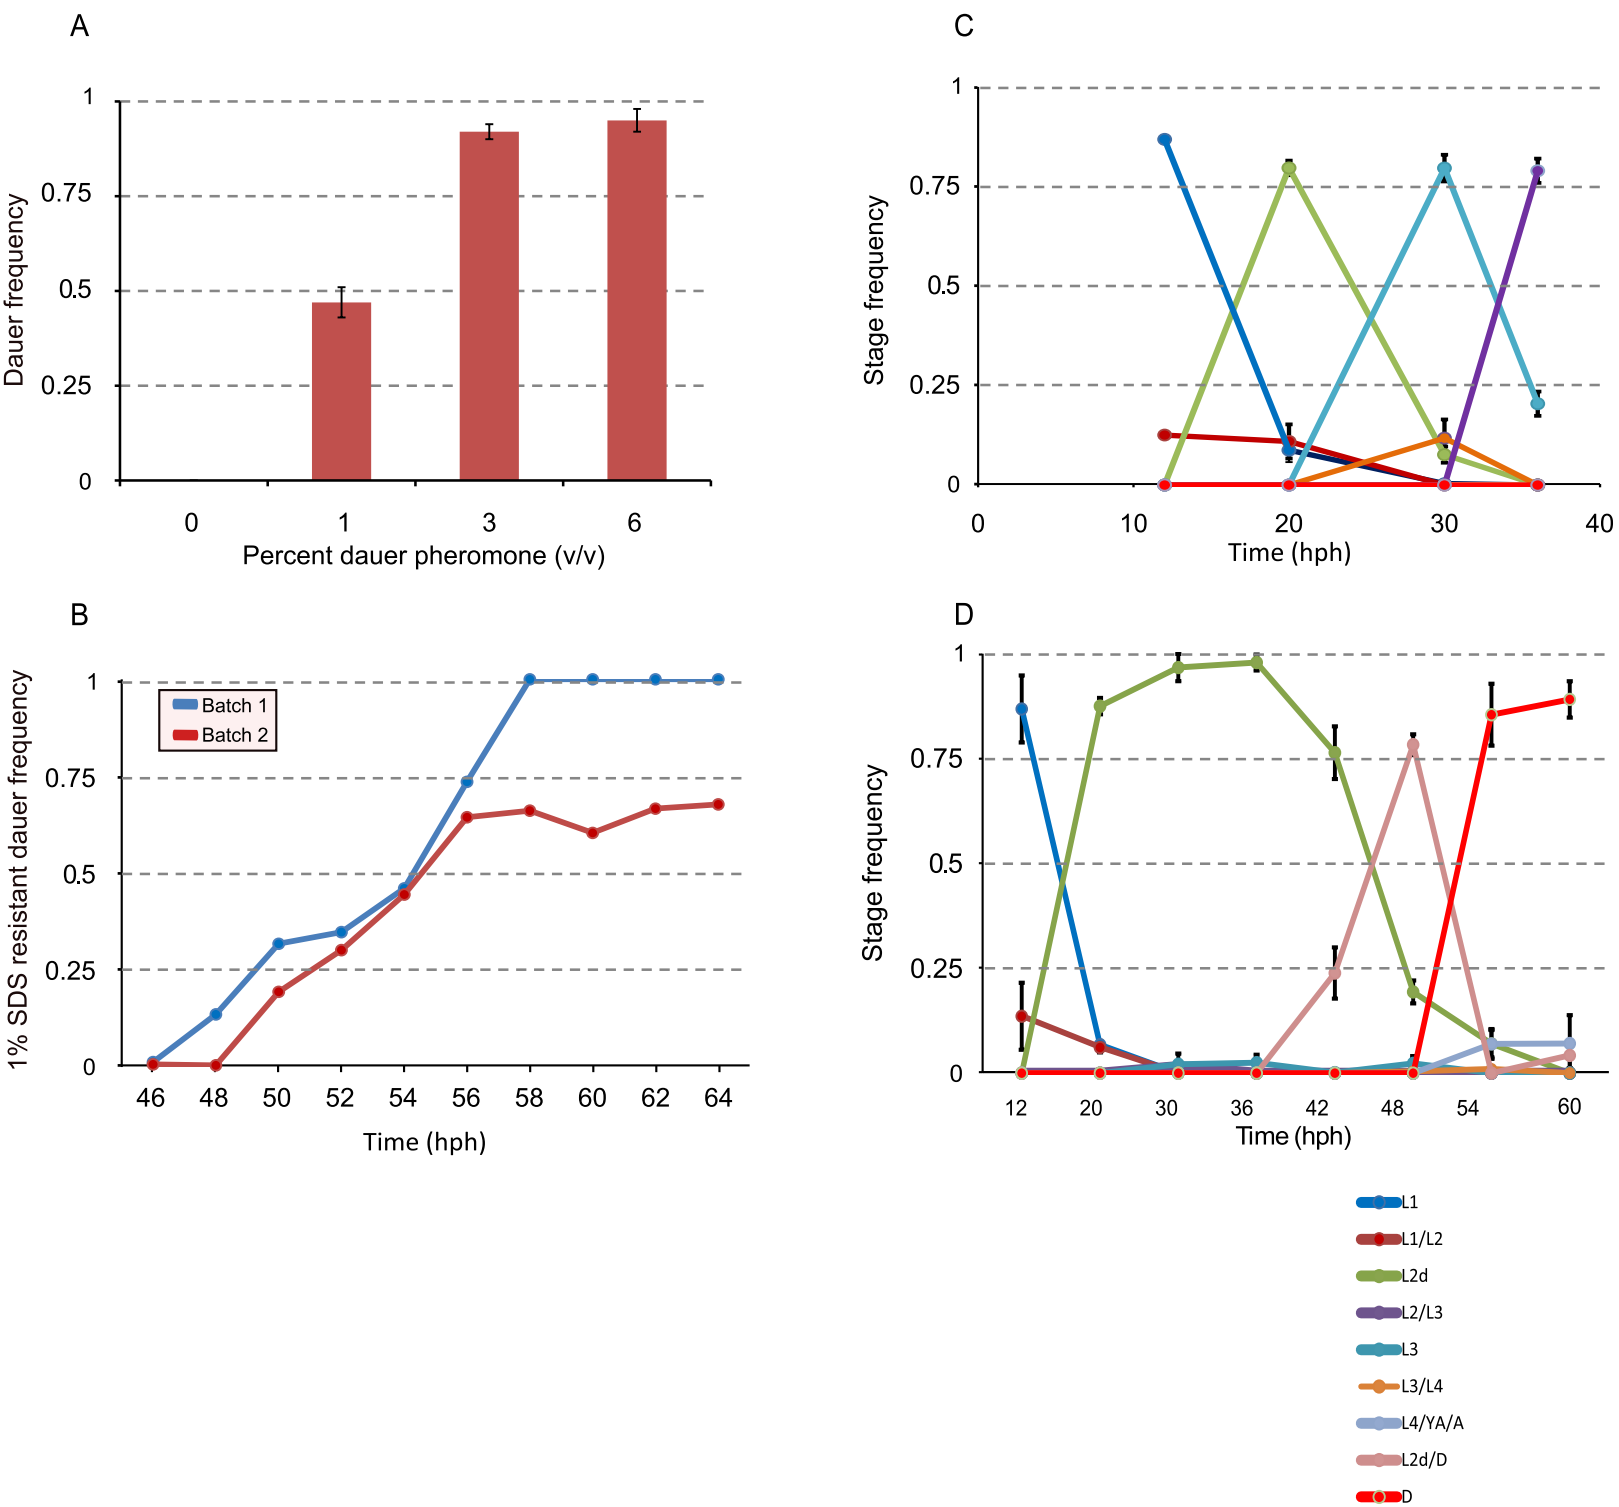 A
1
0.75
0.5
0.25
0
Dauer frequency
0 1 3 6
Percent dauer pheromone (v/v)
C
1
0.75
0.5
0.25
0
Stage frequency
0 10 20 30 40
Time (hph)
B
1
0.75
0.5
0.25
0
1% SDS resistant dauer frequency
Batch 1
Batch 2
46 48 50 52 54 56 58 60 62 64
Time (hph)
D
1
0.75
0.5
0.25
0
Stage frequency
12 20 30 36 42 48 54 60
Time (hph)
L1
L1/L2
L2d
L2/L3
L3
L3/L4
L4/YA/A
L2d/D
D